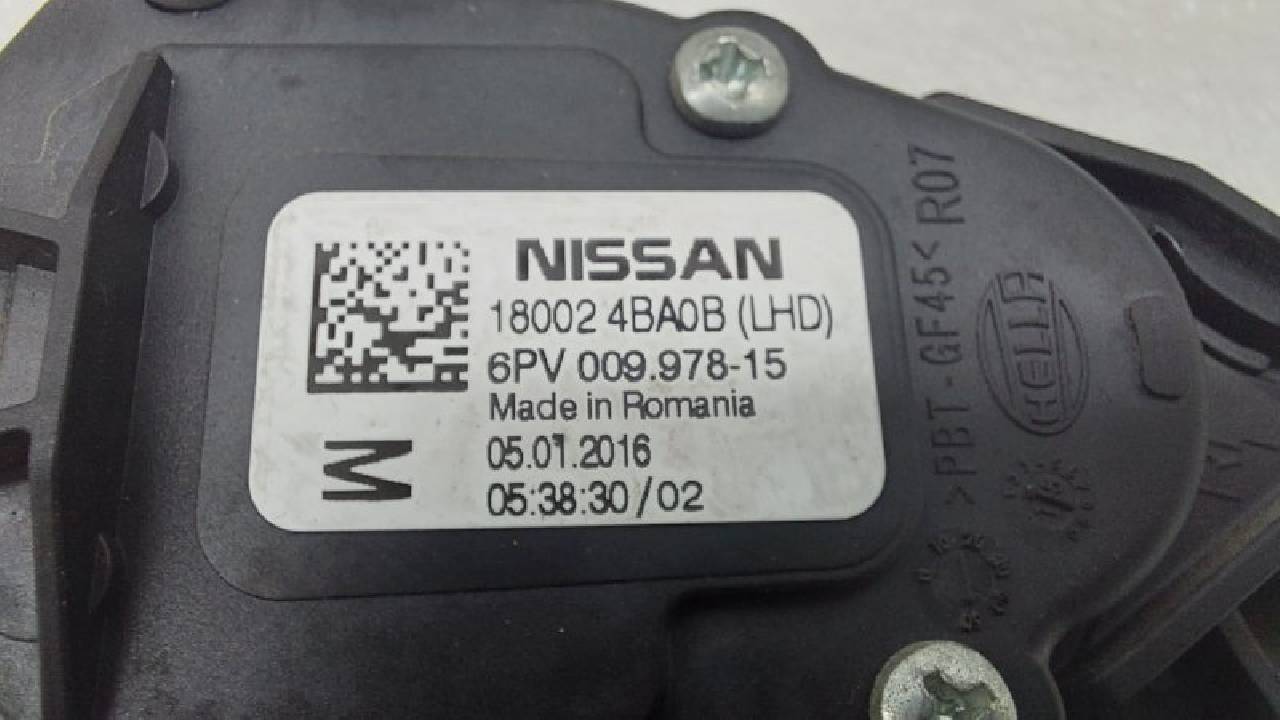 NISSAN
18002 4BA0B (LHD)
6PV 009.978-15
Made in Romania
05.01.2016
05:38:30/02
M
>PBT-GF45< R07
HELLA